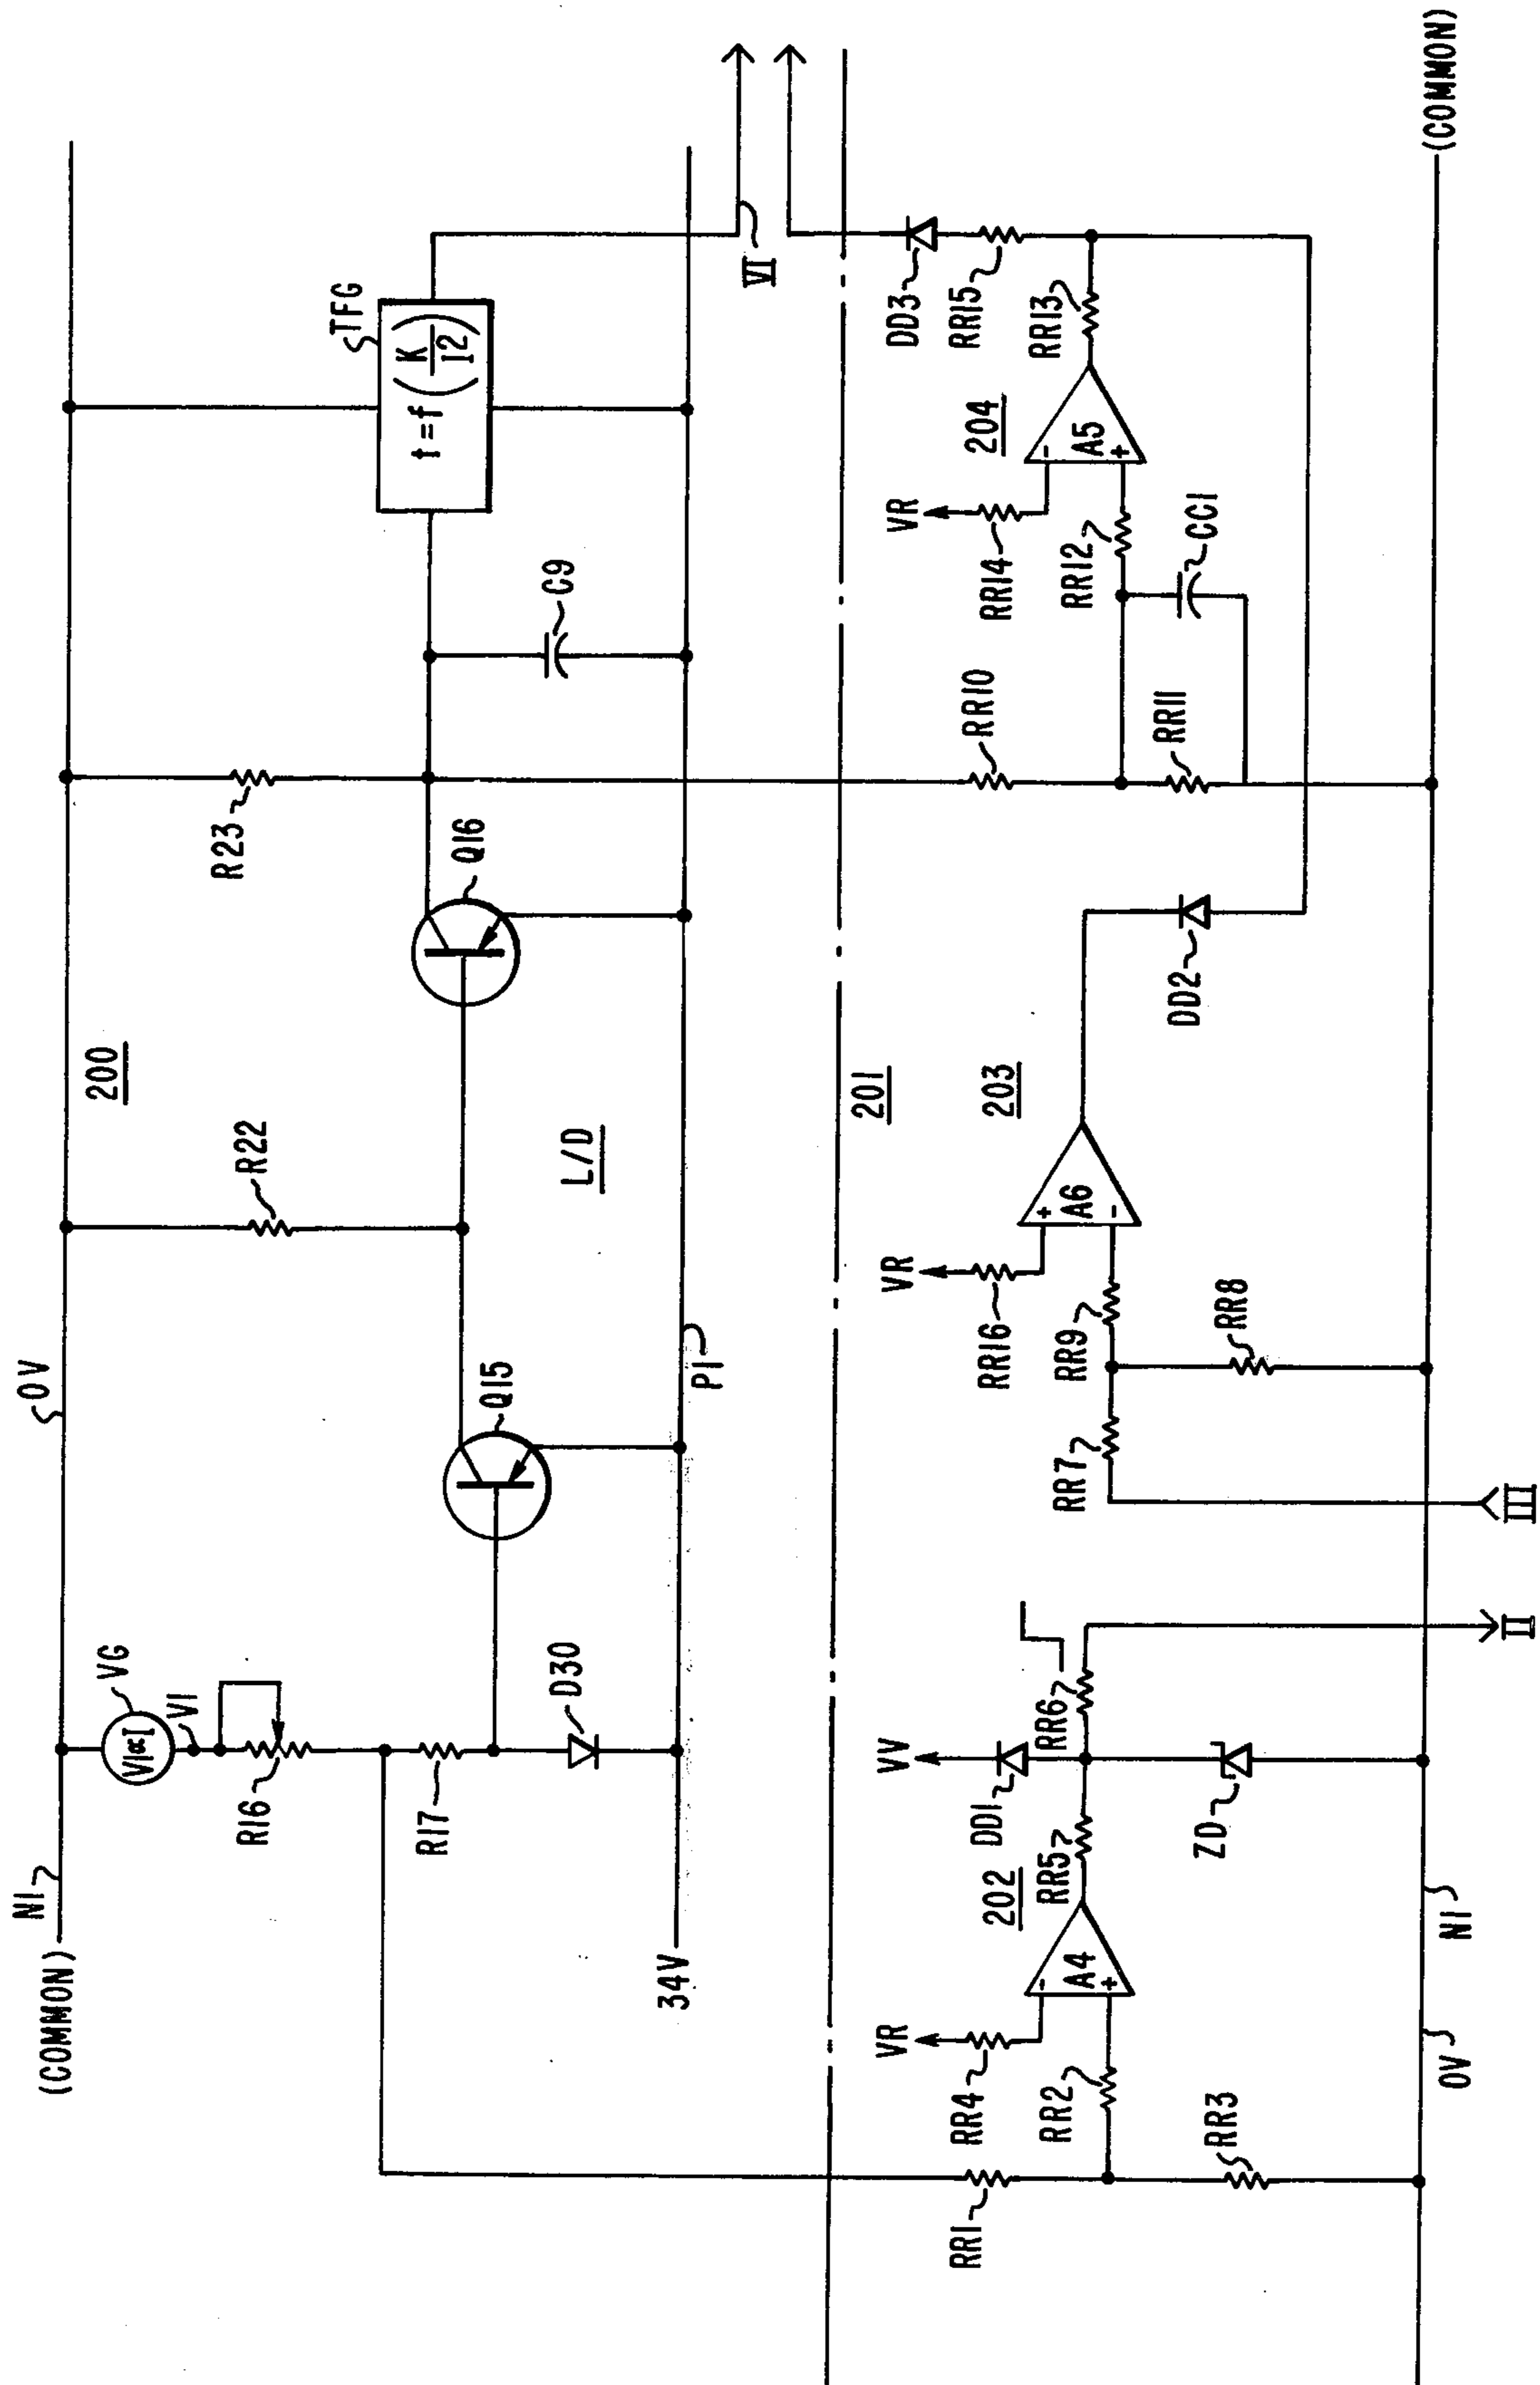 (COMMON)
N1
0V
200
VG
V1∝I
V1
R16
R17
D30
Q15
R22
L/D
Q16
R23
C9
TFG
t=f(K/I2)
VI
34V
P1
201
RR1
RR2
RR3
VR
RR4
A4
-
+
202
RR5
VV
DD1
RR6
ZD
II
III
RR7
RR8
RR9
VR
RR16
A6
+
-
203
DD2
RR10
RR11
RR12
CC1
VR
RR14
A5
-
+
204
RR13
RR15
DD3
0V
N1
(COMMON)